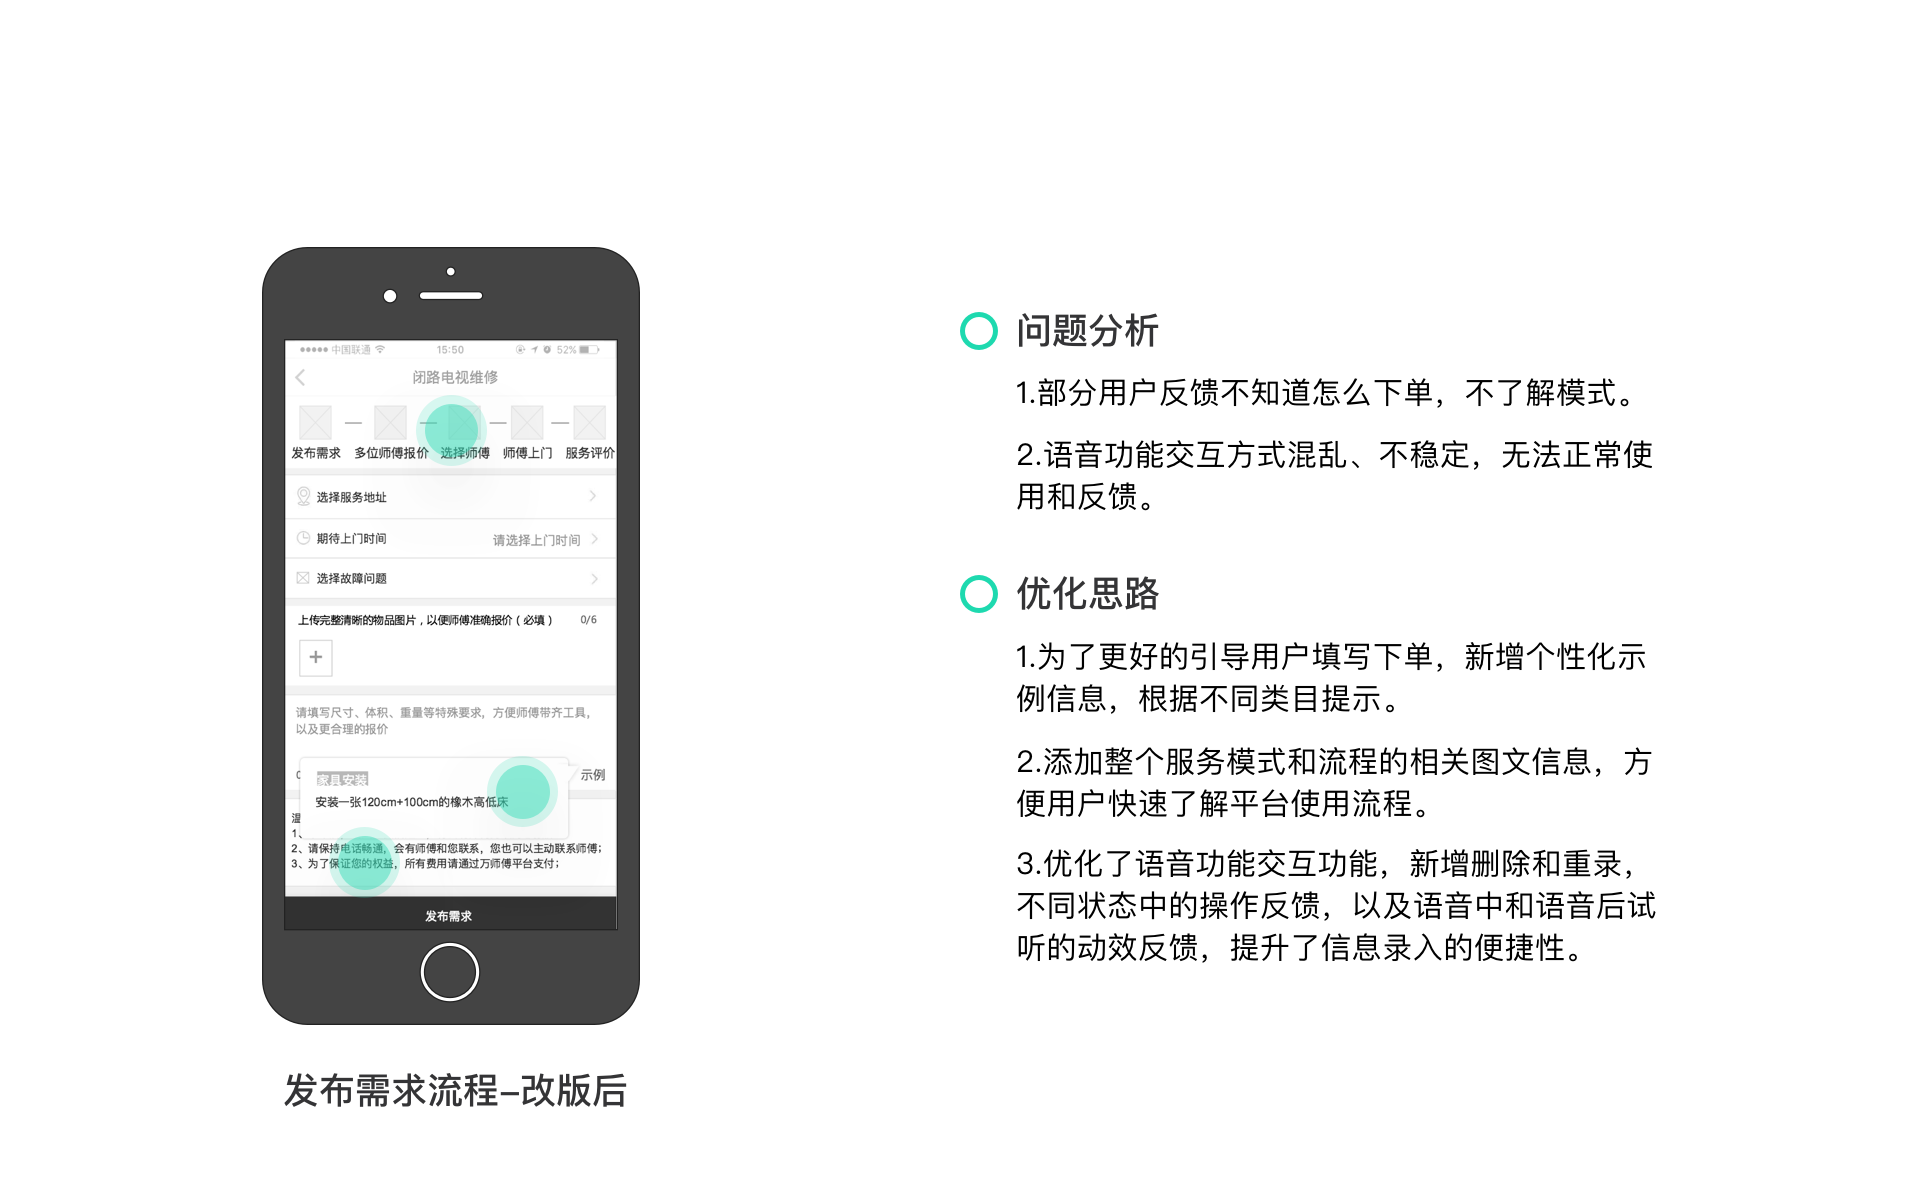 中国联通
15:50
52%
闭路电视维修
发布需求
多位师傅报价
选择师傅
师傅上门
服务评价
选择服务地址
期待上门时间
请选择上门时间
选择故障问题
上传完整清晰的物品图片，以便师傅准确报价（必填）
0/6
请填写尺寸、体积、重量等特殊要求，方便师傅带齐工具，
以及更合理的报价
示例
家具安装
安装一张120cm+100cm的橡木高低床
温
1、
2、请保持电话畅通，会有师傅和您联系，您也可以主动联系师傅；
3、为了保证您的权益，所有费用请通过万师傅平台支付；
发布需求
发布需求流程–改版后
问题分析
1.部分用户反馈不知道怎么下单，不了解模式。
2.语音功能交互方式混乱、不稳定，无法正常使
用和反馈。
优化思路
1.为了更好的引导用户填写下单，新增个性化示
例信息，根据不同类目提示。
2.添加整个服务模式和流程的相关图文信息，方
便用户快速了解平台使用流程。
3.优化了语音功能交互功能，新增删除和重录，
不同状态中的操作反馈，以及语音中和语音后试
听的动效反馈，提升了信息录入的便捷性。